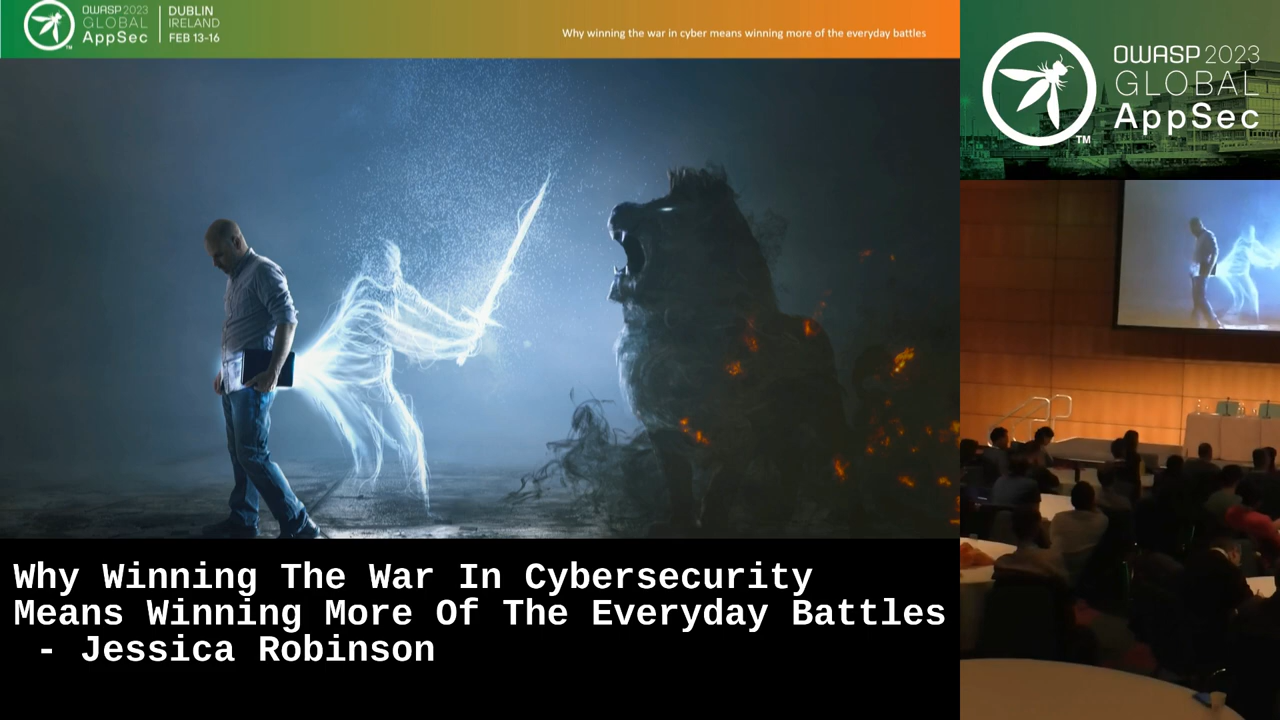 OWASP 2023
GLOBAL
AppSec
TM
DUBLIN
IRELAND
FEB 13-16
Why winning the war in cyber means winning more of the everyday battles
OWASP 2023
GLOBAL
AppSec
TM
Why Winning The War In Cybersecurity
Means Winning More Of The Everyday Battles
- Jessica Robinson